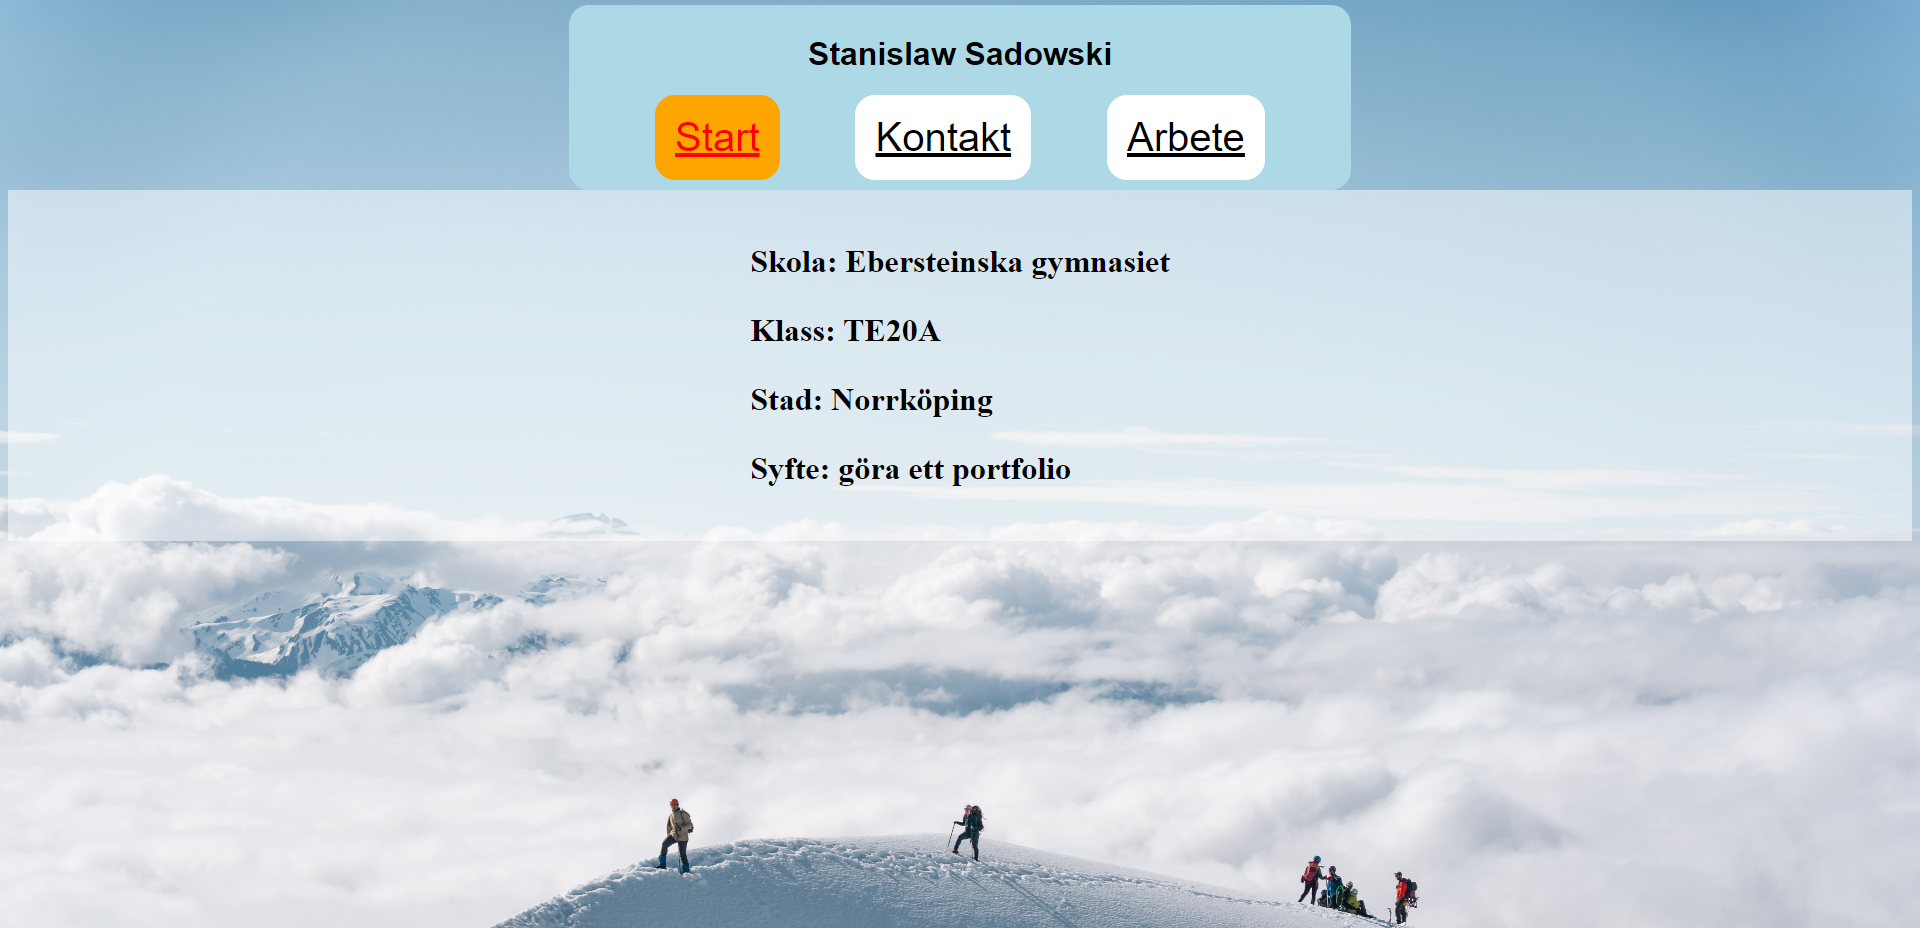 Stanislaw Sadowski
Start Kontakt Arbete
Skola: Ebersteinska gymnasiet
Klass: TE20A
Stad: Norrköping
Syfte: göra ett portfolio